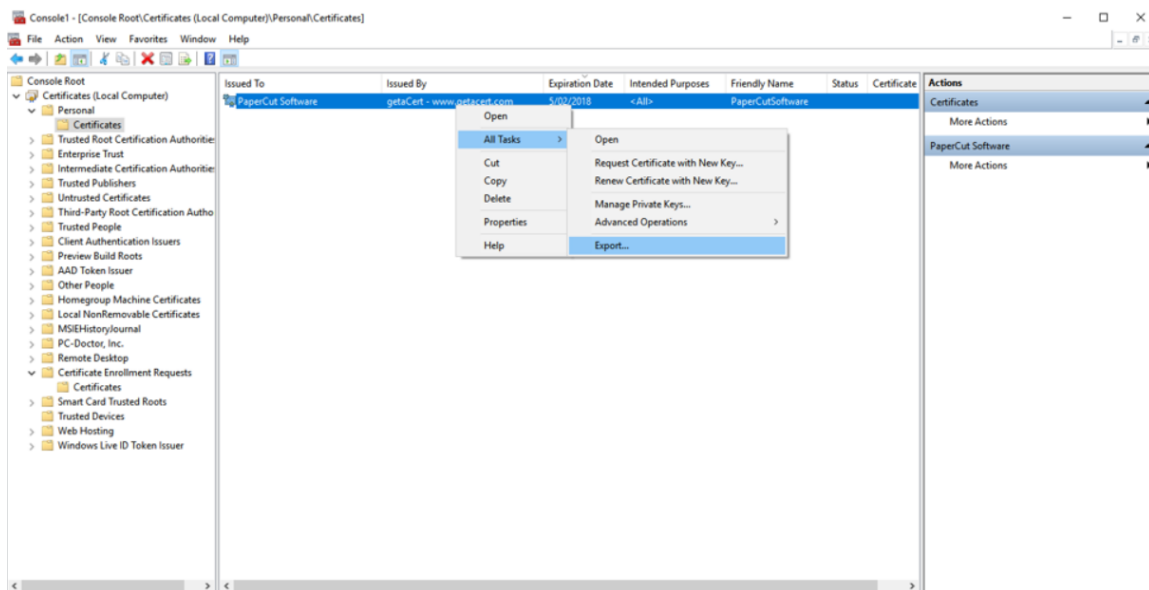 Console1 - [Console Root\Certificates (Local Computer)\Personal\Certificates]
File Action View Favorites Window Help
Console Root
Certificates (Local Computer)
Personal
Certificates
Trusted Root Certification Authoritie
Enterprise Trust
Intermediate Certification Authoritie
Trusted Publishers
Untrusted Certificates
Third-Party Root Certification Autho
Trusted People
Client Authentication Issuers
Preview Build Roots
AAD Token Issuer
Other People
Homegroup Machine Certificates
Local NonRemovable Certificates
MSIEHistoryJournal
PC-Doctor, Inc.
Remote Desktop
Certificate Enrollment Requests
Certificates
Smart Card Trusted Roots
Trusted Devices
Web Hosting
Windows Live ID Token Issuer
Issued To Issued By Expiration Date Intended Purposes Friendly Name Status Certificate
PaperCut Software getaCert - www.getacert.com 5/02/2018 <All> PaperCutSoftware
Open
All Tasks
Cut
Copy
Delete
Properties
Help
Open
Request Certificate with New Key...
Renew Certificate with New Key...
Manage Private Keys...
Advanced Operations
Export...
Actions
Certificates
More Actions
PaperCut Software
More Actions